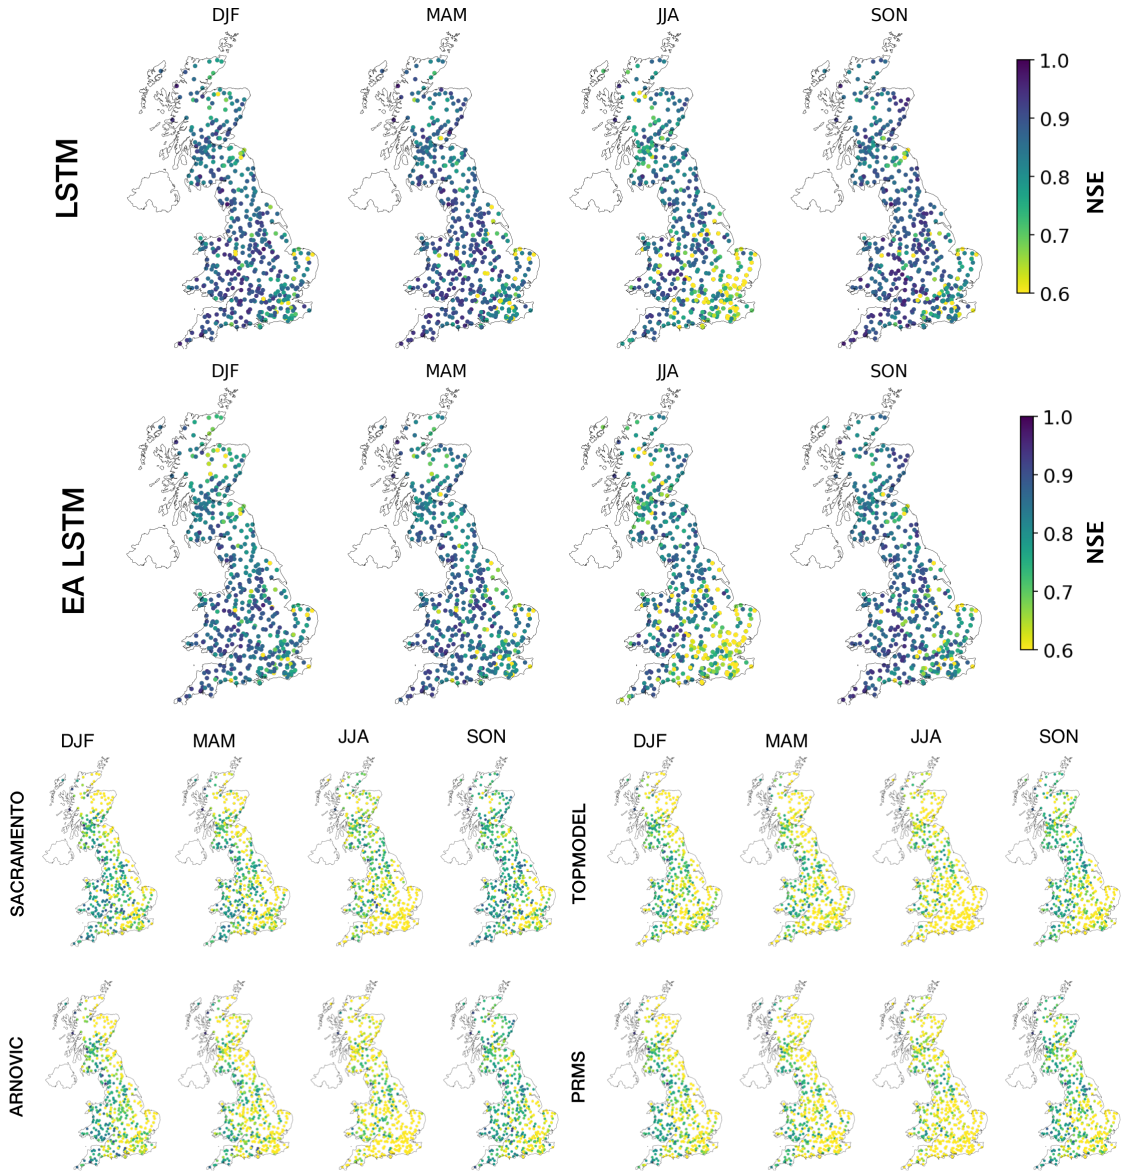 DJF MAM JJA SON
LSTM
1.0
0.9
0.8
0.7
0.6
NSE
DJF MAM JJA SON
EA LSTM
1.0
0.9
0.8
0.7
0.6
NSE
DJF MAM JJA SON
SACRAMENTO
DJF MAM JJA SON
TOPMODEL
ARNOVIC
PRMS